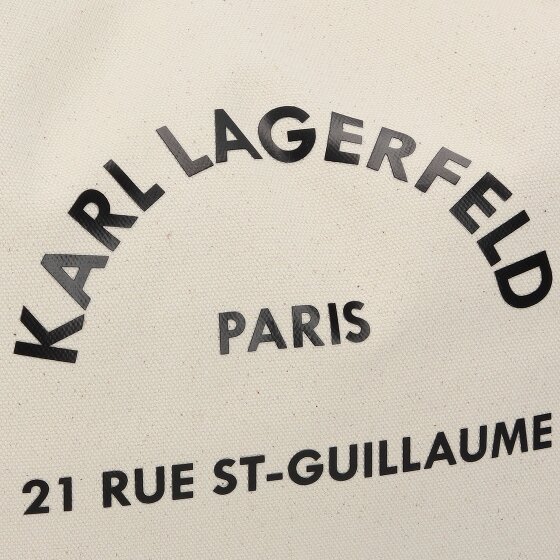 KARL LAGERFELD
PARIS
21 RUE ST-GUILLAUME